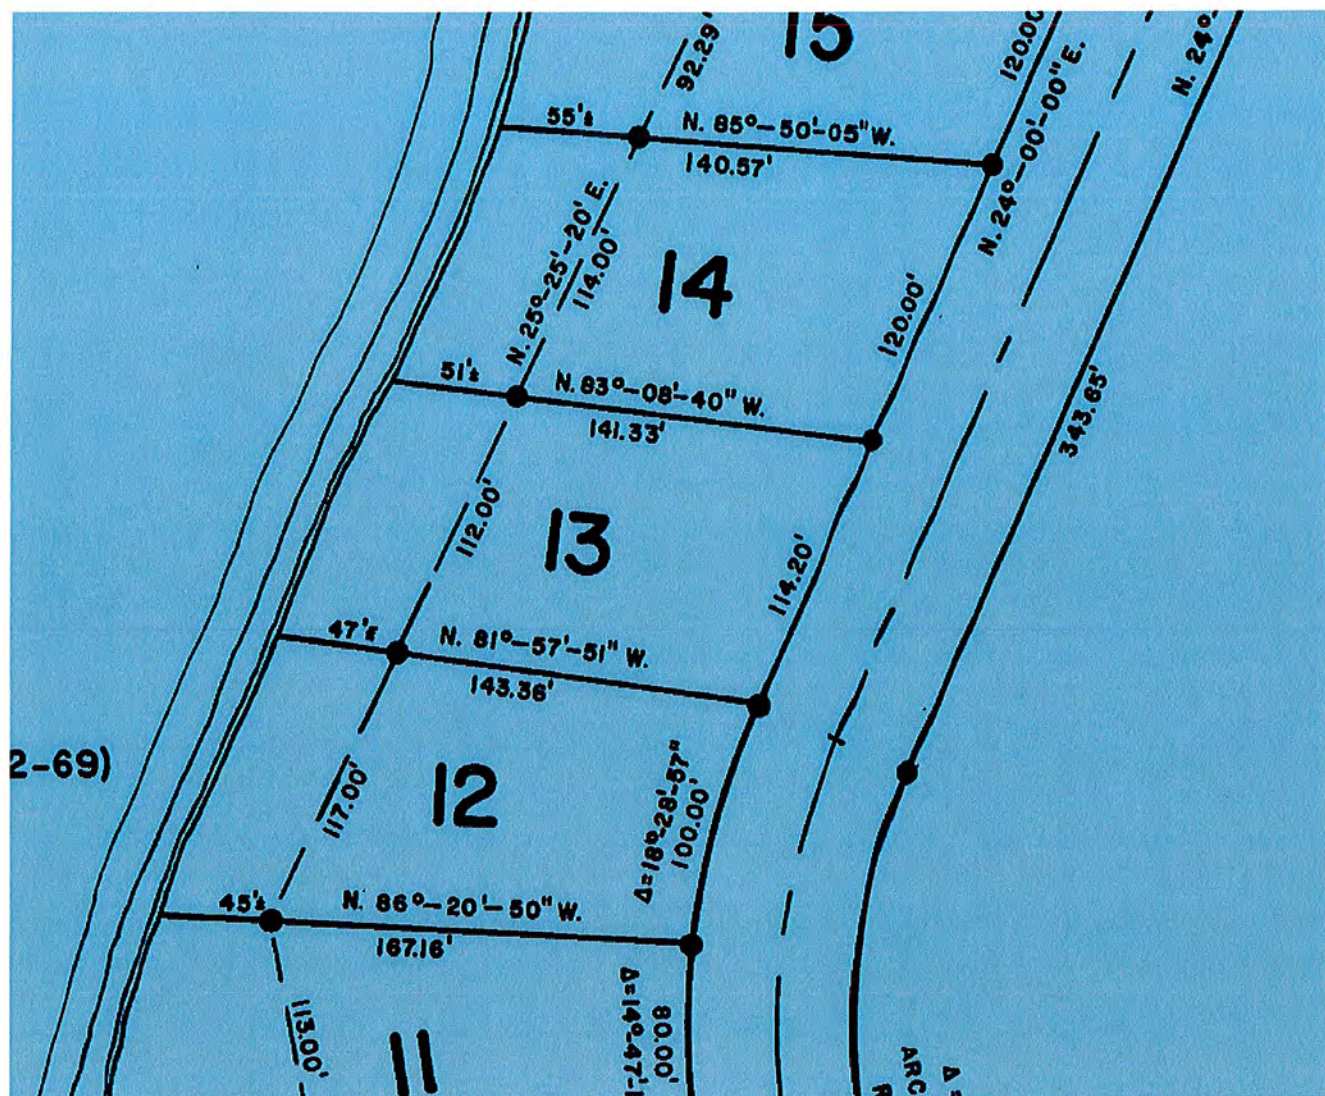 15
92.29'
120.00'
N. 24°-00'-00" E.
N. 24°-
55'±
N. 85°-50'-05" W.
140.57'
N. 25°-25'-20' E.
114.00'
14
120.00'
51'±
N. 83°-08'-40" W.
141.33'
343.65'
112.00'
13
114.20'
47'±
N. 81°-57'-51" W.
143.36'
2-69)
117.00'
12
Δ=18°-28'-57"
100.00'
45'±
N. 86°-20'-50" W.
167.16'
113.00'
11
Δ=14°-47'-
80.00'
ARC
Δ =